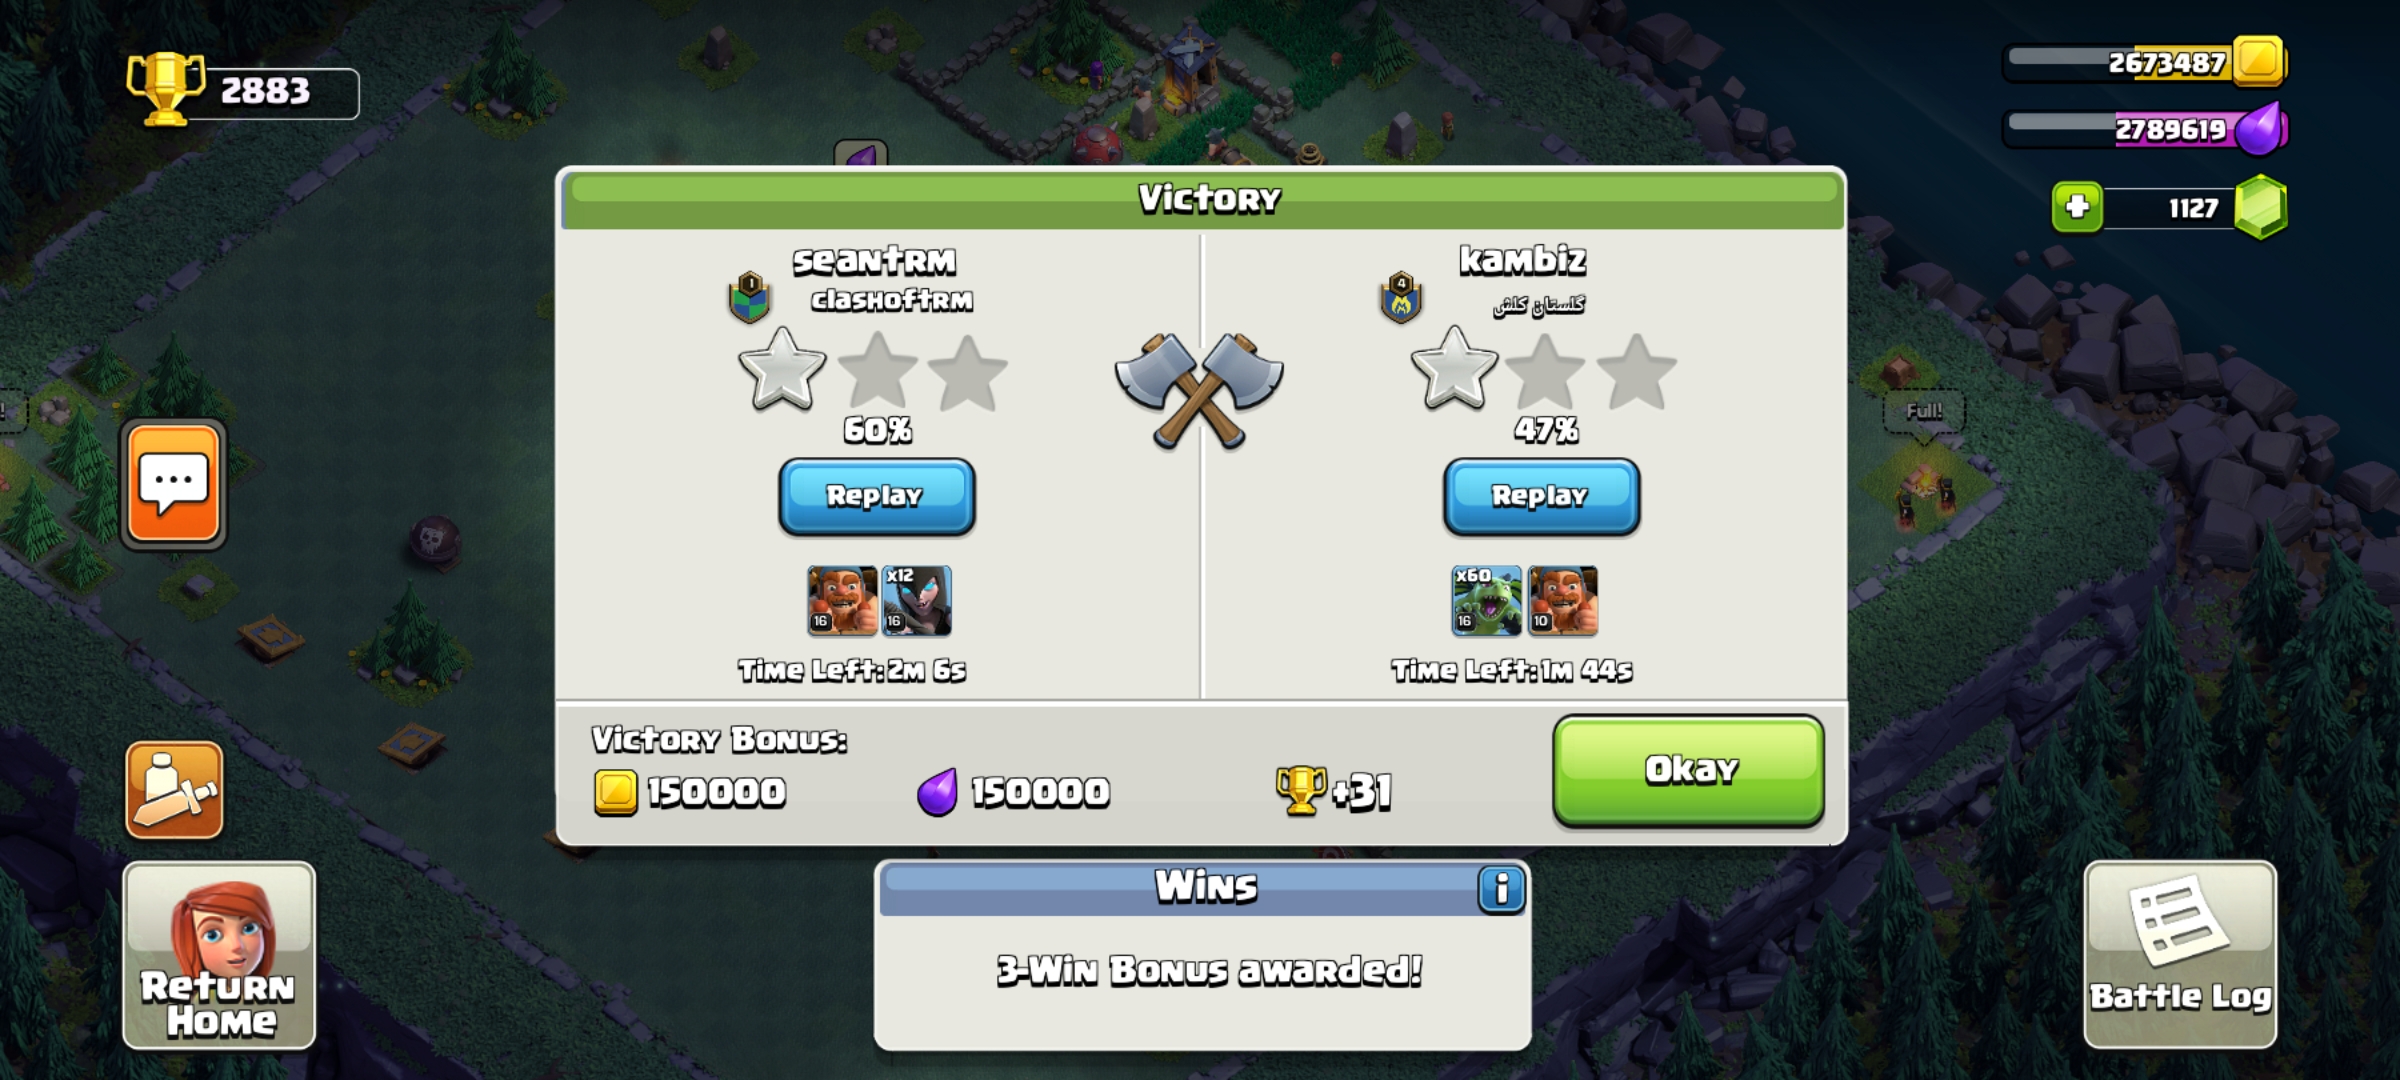 2883
2673487
2789619
1127
Victory
seantrm
clashoftrm
1
60%
Replay
16
x12
16
Time Left: 2m 6s
kambiz
گلستان کلش
4
47%
Replay
x60
16
10
Time Left: 1m 44s
Full!
Victory Bonus:
150000
150000
+31
Okay
Wins
i
3-Win Bonus awarded!
Return
Home
Battle Log